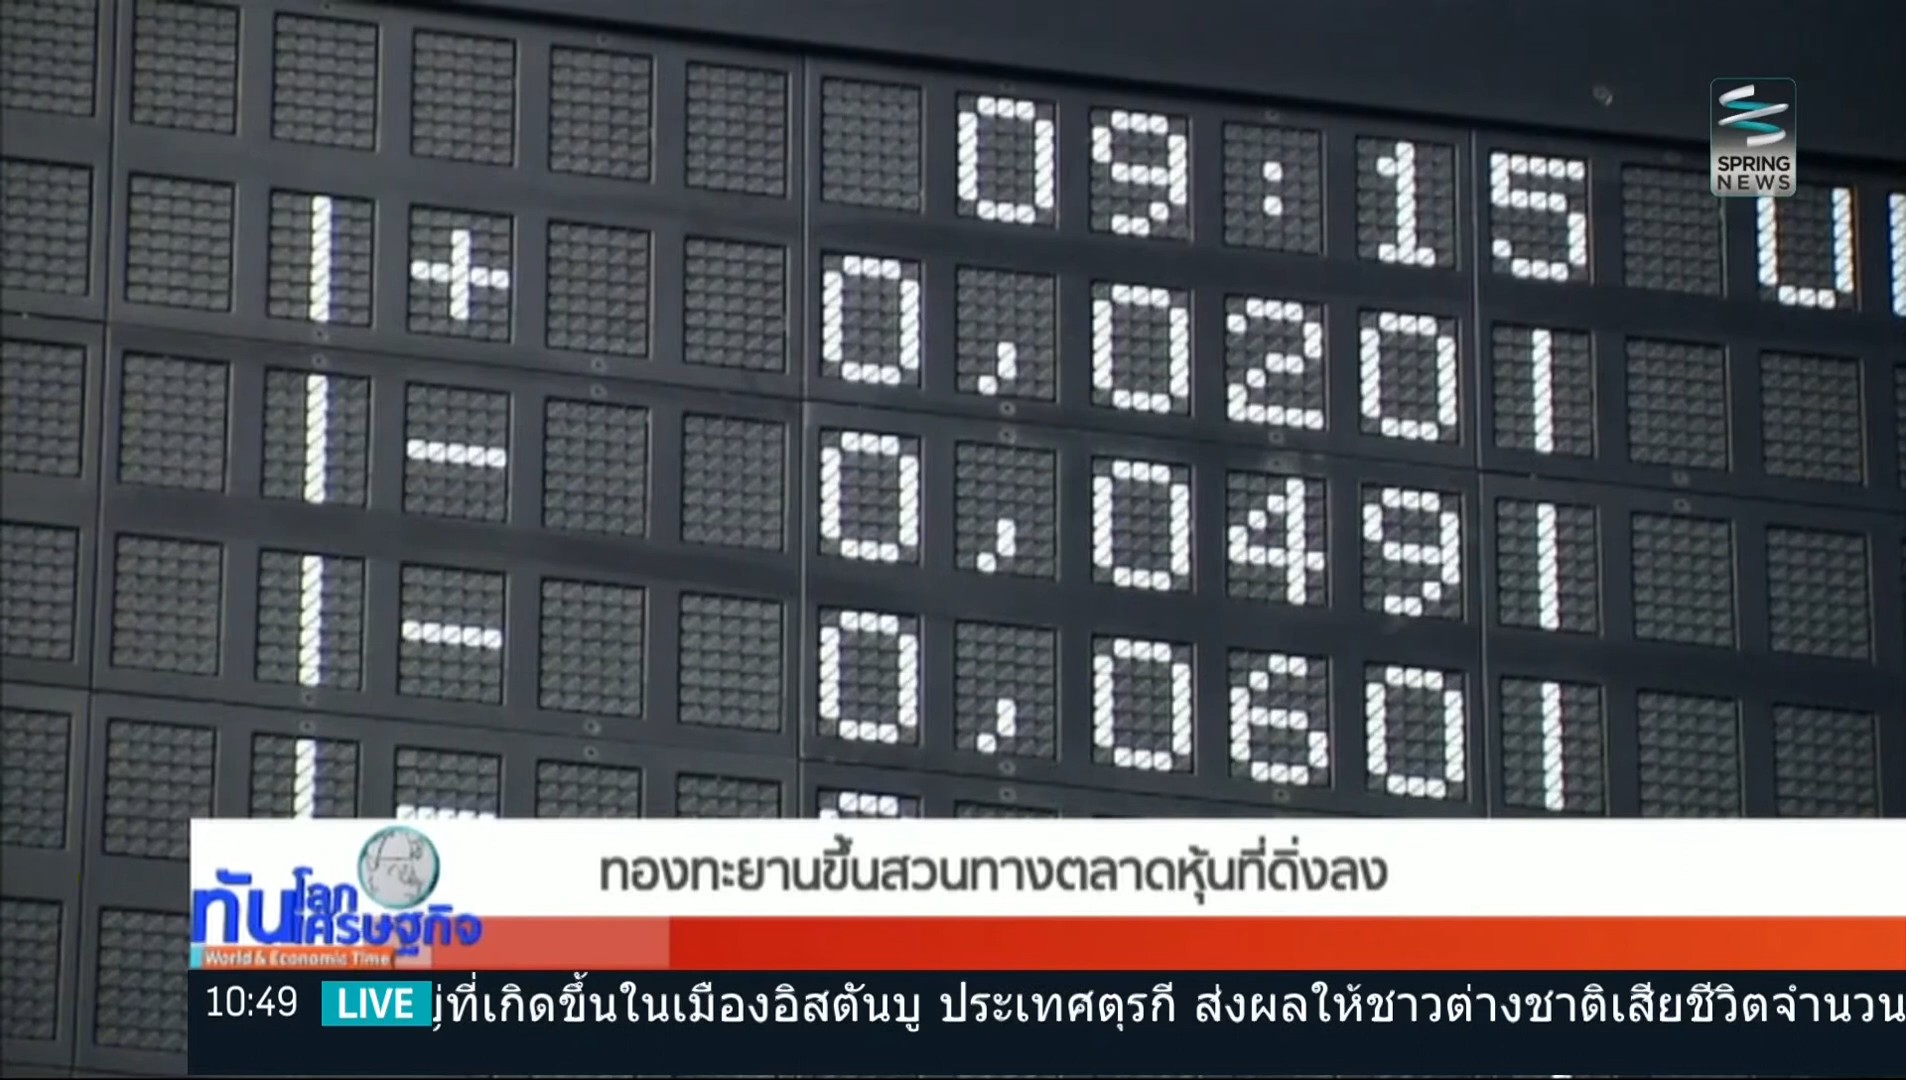 09:15 U
SPRING
NEWS
|+ 0,020|
|- 0,049|
|- 0,060|
ทองทะยานขึ้นสวนทางตลาดหุ้นที่ดิ่งลง
ทันโลกเศรษฐกิจ
World & Economic Time
10:49 LIVE ที่เกิดขึ้นในเมืองอิสตันบู ประเทศตุรกี ส่งผลให้ชาวต่างชาติเสียชีวิตจำนวน